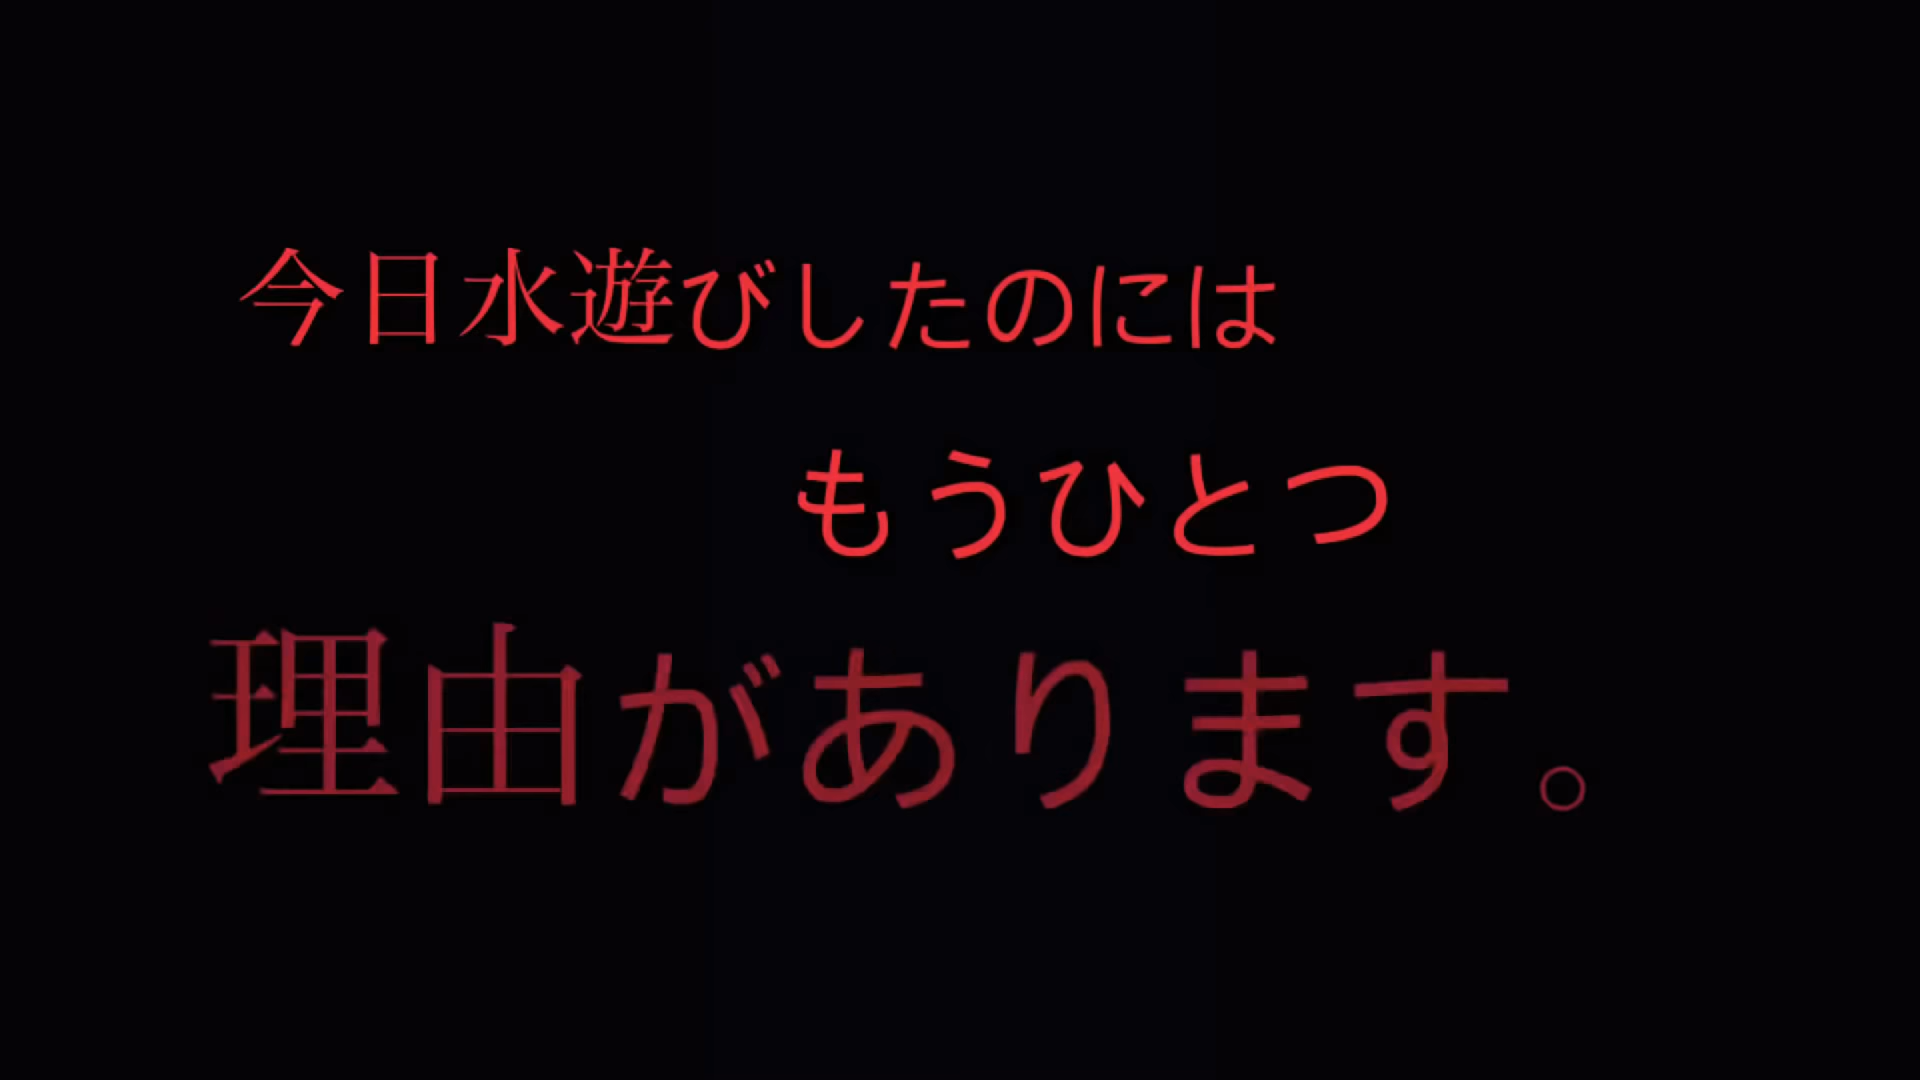 今日水遊びしたのには
もうひとつ
理由があります。